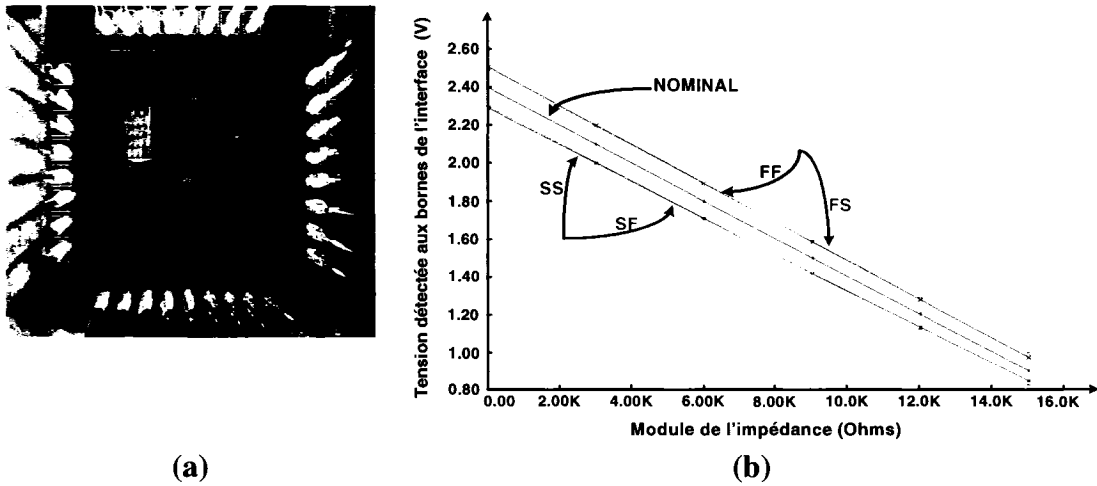 Tension détectée aux bornes de l'interface (V)
2.60
2.40
2.20
2.00
1.80
1.60
1.40
1.20
1.00
0.80
NOMINAL
SS
SF
FF
FS
0.00 2.00K 4.00K 6.00K 8.00K 10.0K 12.0K 14.0K 16.0K
Module de l'impédance (Ohms)
(a) (b)